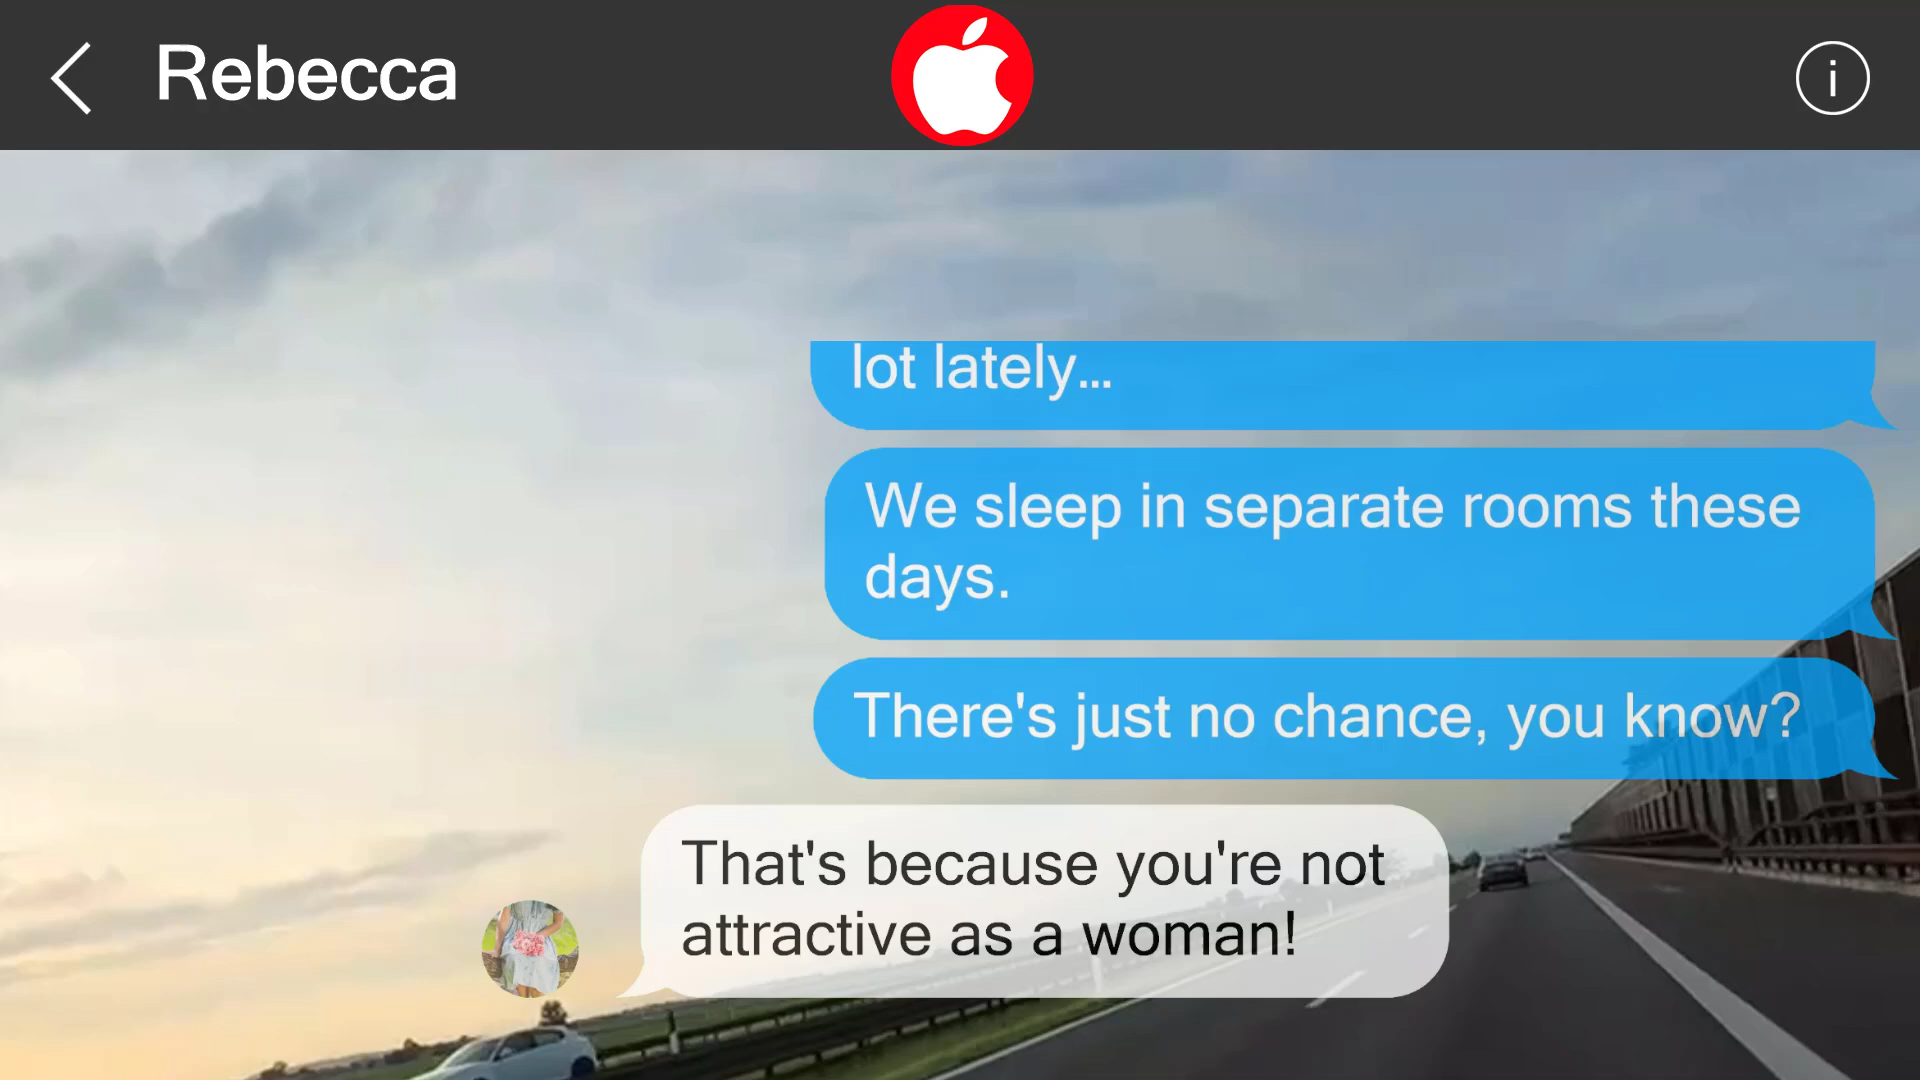 Rebecca
i
lot lately...
We sleep in separate rooms these
days.
There's just no chance, you know?
That's because you're not
attractive as a woman!